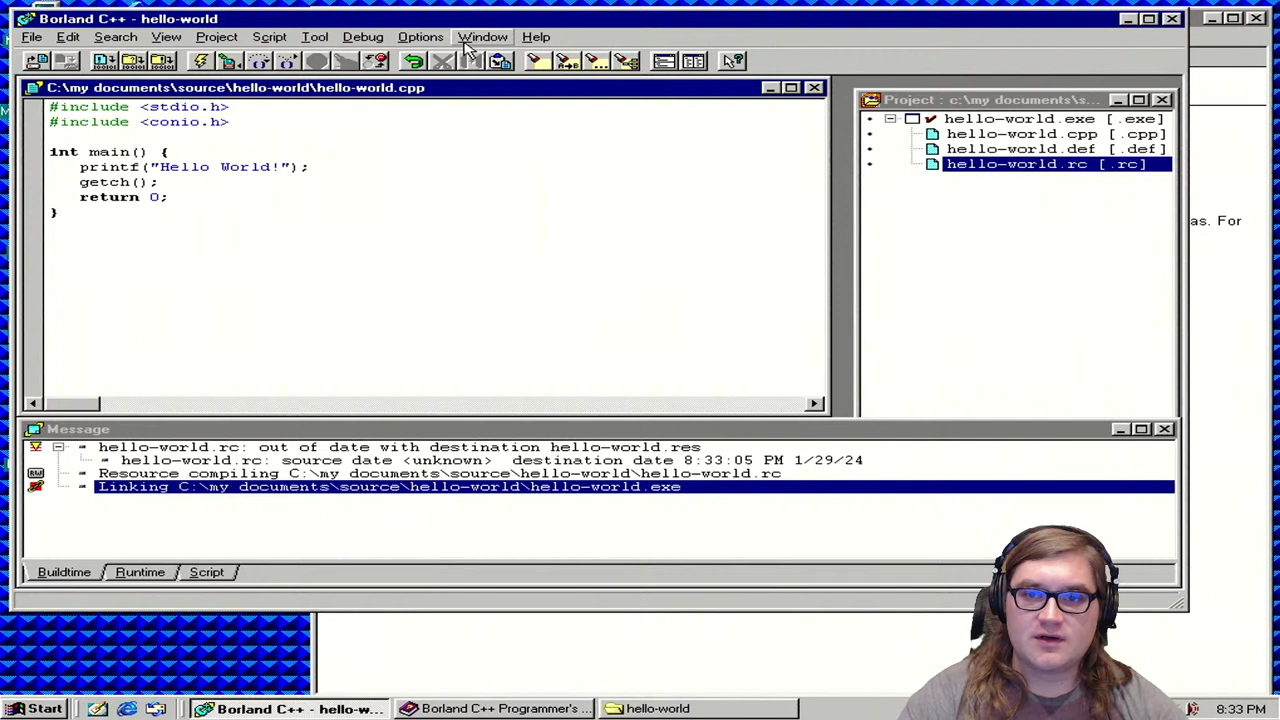 Borland C++ - hello-world
File Edit Search View Project Script Tool Debug Options Window Help
C:\my documents\source\hello-world\hello-world.cpp
#include <stdio.h>
#include <conio.h>
int main() {
printf("Hello World!");
getch();
return 0;
}
Project : c:\my documents\s...
hello-world.exe [.exe]
hello-world.cpp [.cpp]
hello-world.def [.def]
hello-world.rc [.rc]
as. For
Message
hello-world.rc: out of date with destination hello-world.res
hello-world.rc: source date <unknown> destination date 8:33:05 PM 1/29/24
Resource compiling C:\my documents\source\hello-world\hello-world.rc
Linking C:\my documents\source\hello-world\hello-world.exe
Buildtime Runtime Script
Start Borland C++ - hello-w... Borland C++ Programmer's ... hello-world 8:33 PM